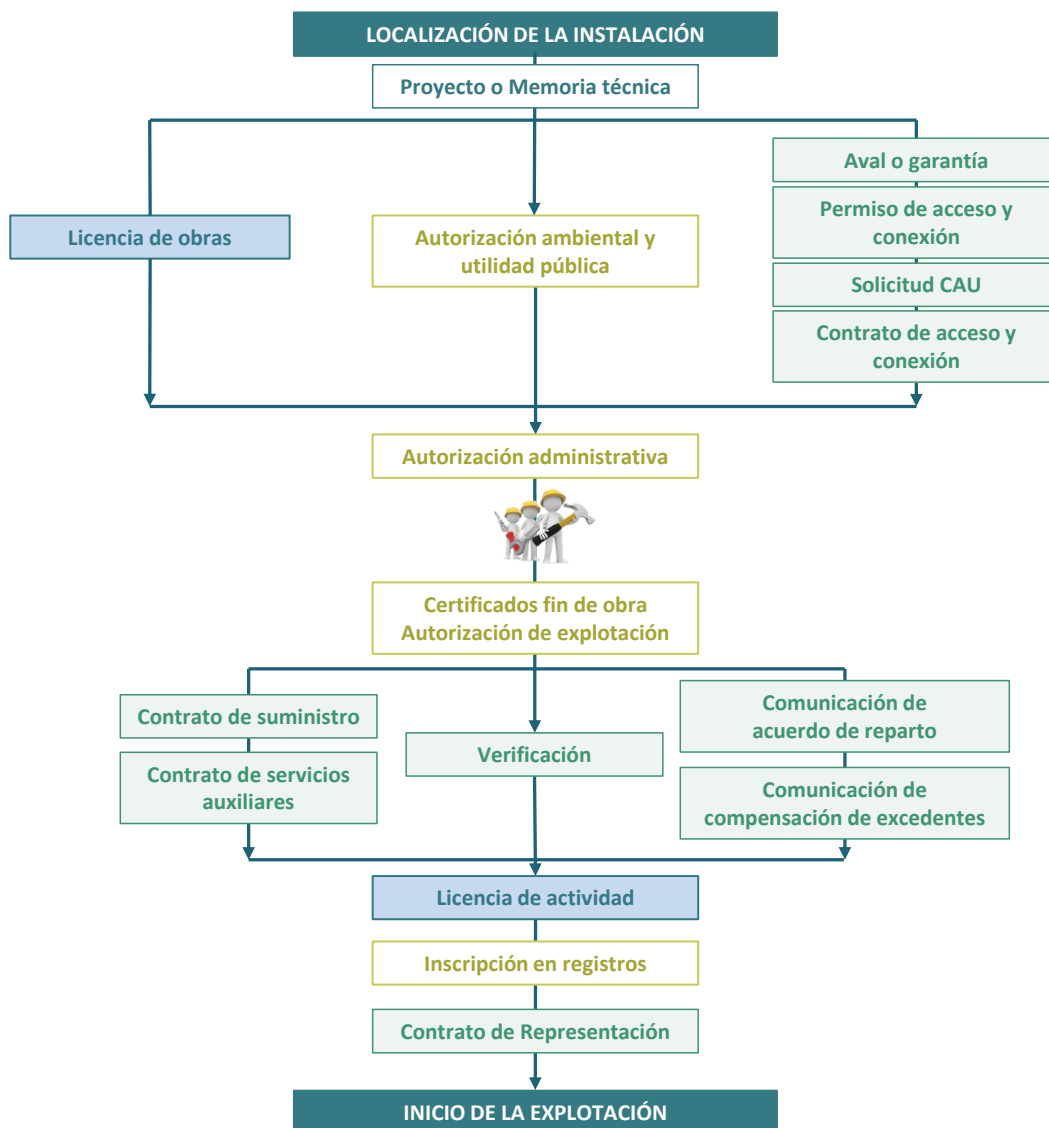 LOCALIZACIÓN DE LA INSTALACIÓN
Proyecto o Memoria técnica
Licencia de obras
Autorización ambiental y
utilidad pública
Aval o garantía
Permiso de acceso y
conexión
Solicitud CAU
Contrato de acceso y
conexión
Autorización administrativa
Certificados fin de obra
Autorización de explotación
Contrato de suministro
Contrato de servicios
auxiliares
Verificación
Comunicación de
acuerdo de reparto
Comunicación de
compensación de excedentes
Licencia de actividad
Inscripción en registros
Contrato de Representación
INICIO DE LA EXPLOTACIÓN